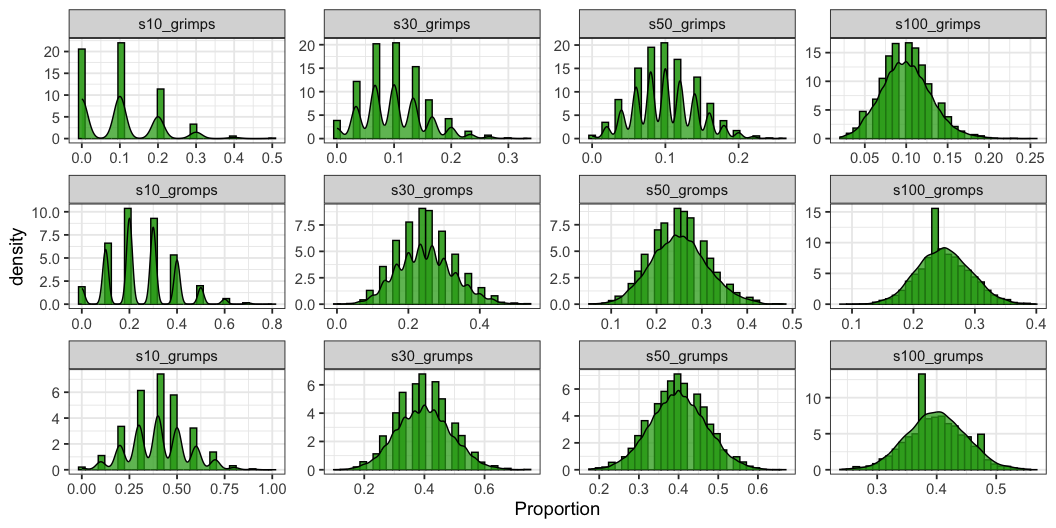 s10_grimps s30_grimps s50_grimps s100_grimps
20 20 20 15
15 15 15 10
10 10 10
5 5 5 5
0 0 0 0
0.0 0.1 0.2 0.3 0.4 0.5 0.0 0.1 0.2 0.3 0.0 0.1 0.2 0.05 0.10 0.15 0.20 0.25
s10_gromps s30_gromps s50_gromps s100_gromps
10.0 7.5 7.5 15
7.5 5.0 5.0 10
5.0 2.5 2.5 5
2.5 0.0 0.0 0
0.0
0.0 0.2 0.4 0.6 0.8 0.0 0.2 0.4 0.1 0.2 0.3 0.4 0.5 0.1 0.2 0.3 0.4
density
s10_grumps s30_grumps s50_grumps s100_grumps
6 6 6 10
4 4 4 5
2 2 2 0
0 0 0
0.00 0.25 0.50 0.75 1.00 0.2 0.4 0.6 0.2 0.3 0.4 0.5 0.6 0.3 0.4 0.5
Proportion